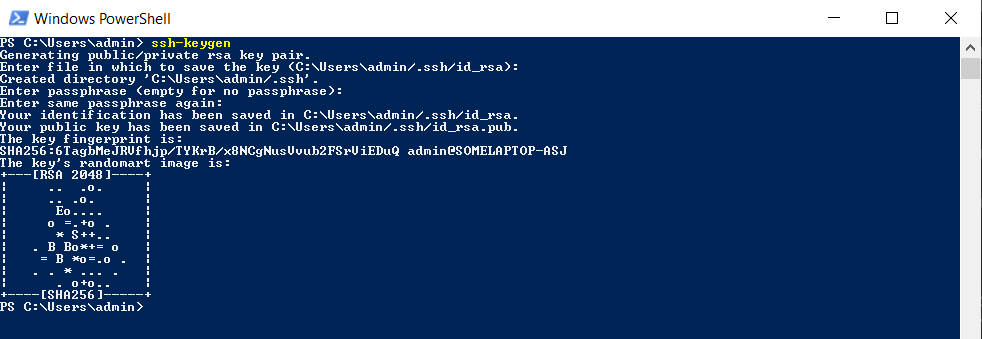 Windows PowerShell
PS C:\Users\admin> ssh-keygen
Generating public/private rsa key pair.
Enter file in which to save the key (C:\Users\admin/.ssh/id_rsa):
Created directory 'C:\Users\admin/.ssh'.
Enter passphrase (empty for no passphrase):
Enter same passphrase again:
Your identification has been saved in C:\Users\admin/.ssh/id_rsa.
Your public key has been saved in C:\Users\admin/.ssh/id_rsa.pub.
The key fingerprint is:
SHA256:6TagbMeJRVfhjp/IYKrB/x8NCgNusVvub2FSrViEDuQ admin@SOMELAPTOP-ASJ
The key's randomart image is:
+---[RSA 2048]----+
|     ..  .o.     |
|     .. .o.      |
|      Eo....     |
|     o =.+o .    |
|      * S++..    |
|   . B Bo*+= o   |
|    = B *o=.o .  |
|   . . * ... .   |
|      . o+o..    |
+----[SHA256]-----+
PS C:\Users\admin>